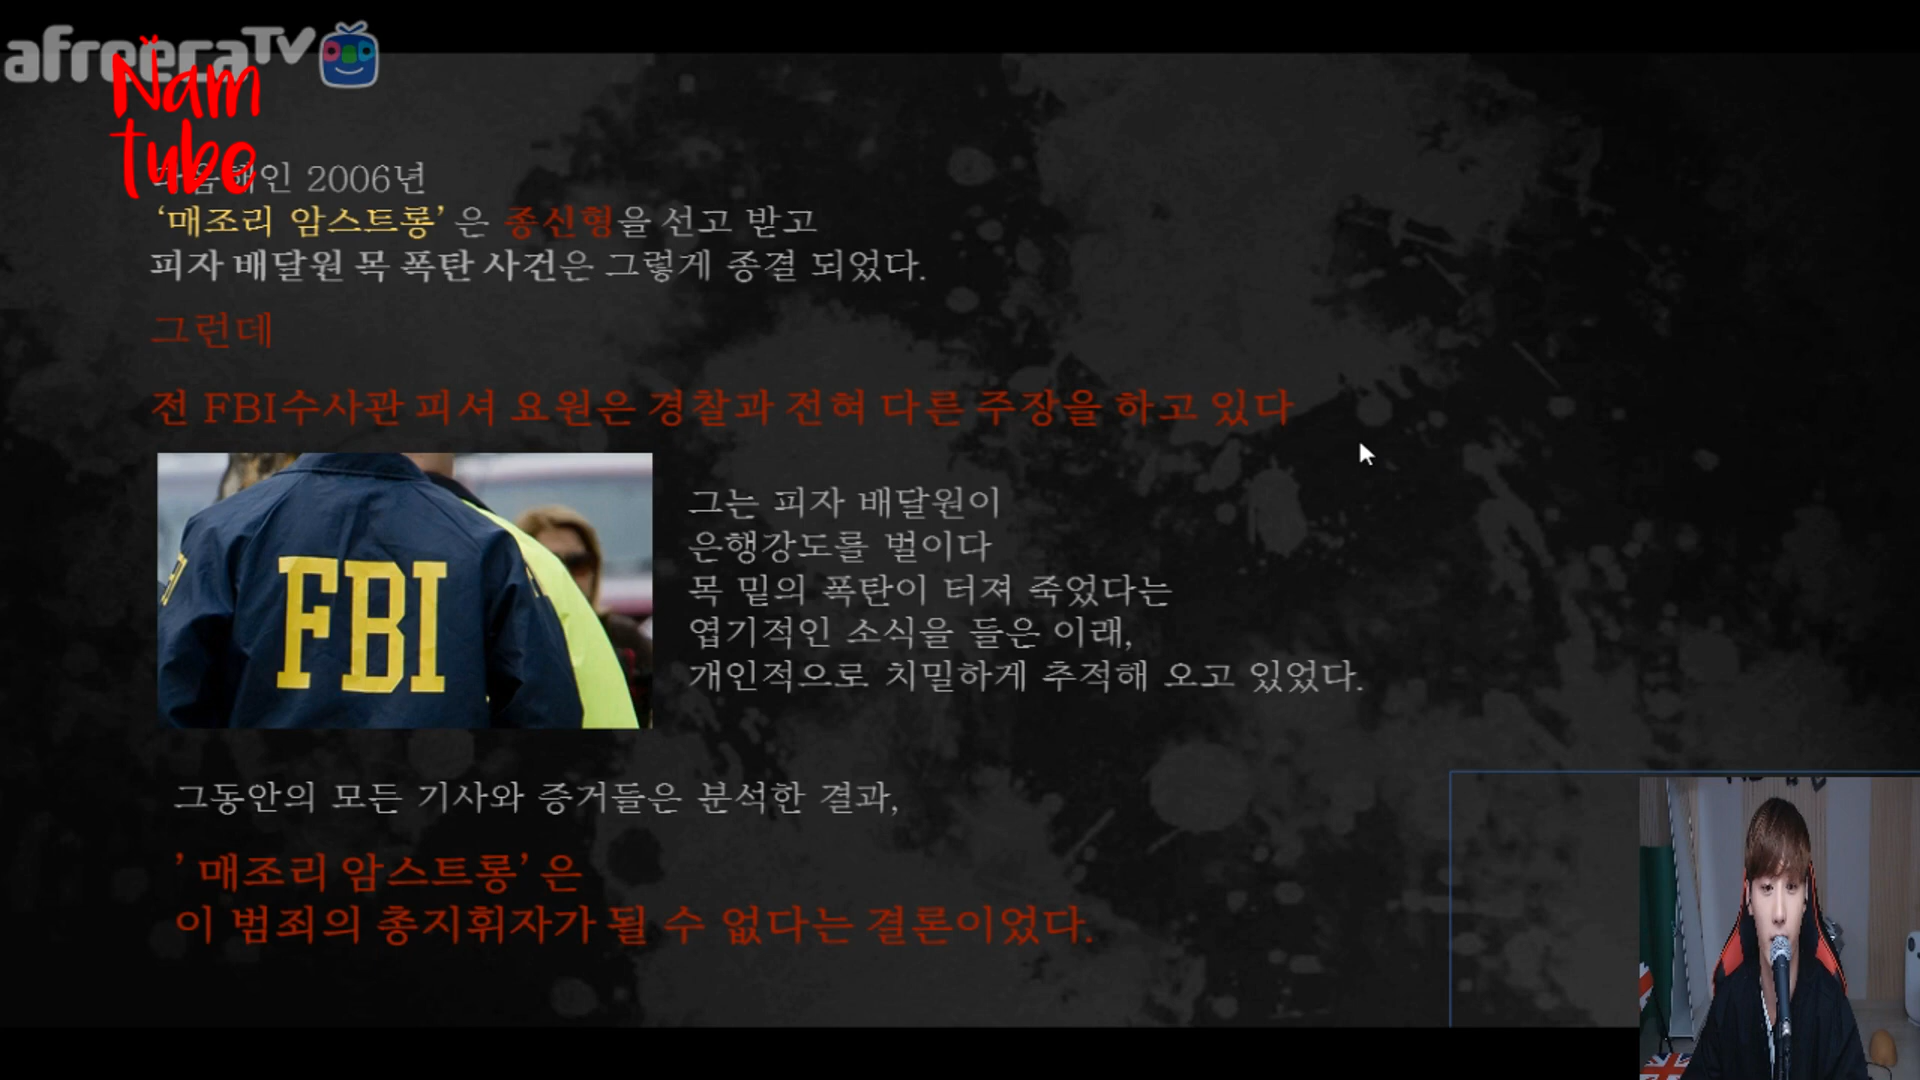 afreecaTV
Nam
tube
다음해인 2006년
‘매조리 암스트롱’은 종신형을 선고 받고
피자 배달원 목 폭탄 사건은 그렇게 종결 되었다.
그런데
전 FBI수사관 피셔 요원은 경찰과 전혀 다른 주장을 하고 있다
FBI
그는 피자 배달원이
은행강도를 벌이다
목 밑의 폭탄이 터져 죽었다는
엽기적인 소식을 들은 이래,
개인적으로 치밀하게 추적해 오고 있었다.
그동안의 모든 기사와 증거들은 분석한 결과,
’매조리 암스트롱’은
이 범죄의 총지휘자가 될 수 없다는 결론이었다.